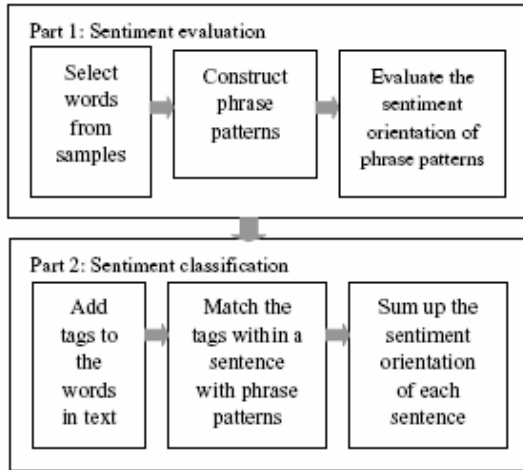 Part 1: Sentiment evaluation
Select
words
from
samples
Construct
phrase
patterns
Evaluate the
sentiment
orientation of
phrase patterns
Part 2: Sentiment classification
Add
tags to
the
words
in text
Match the
tags within a
sentence
with phrase
patterns
Sum up the
sentiment
orientation
of each
sentence